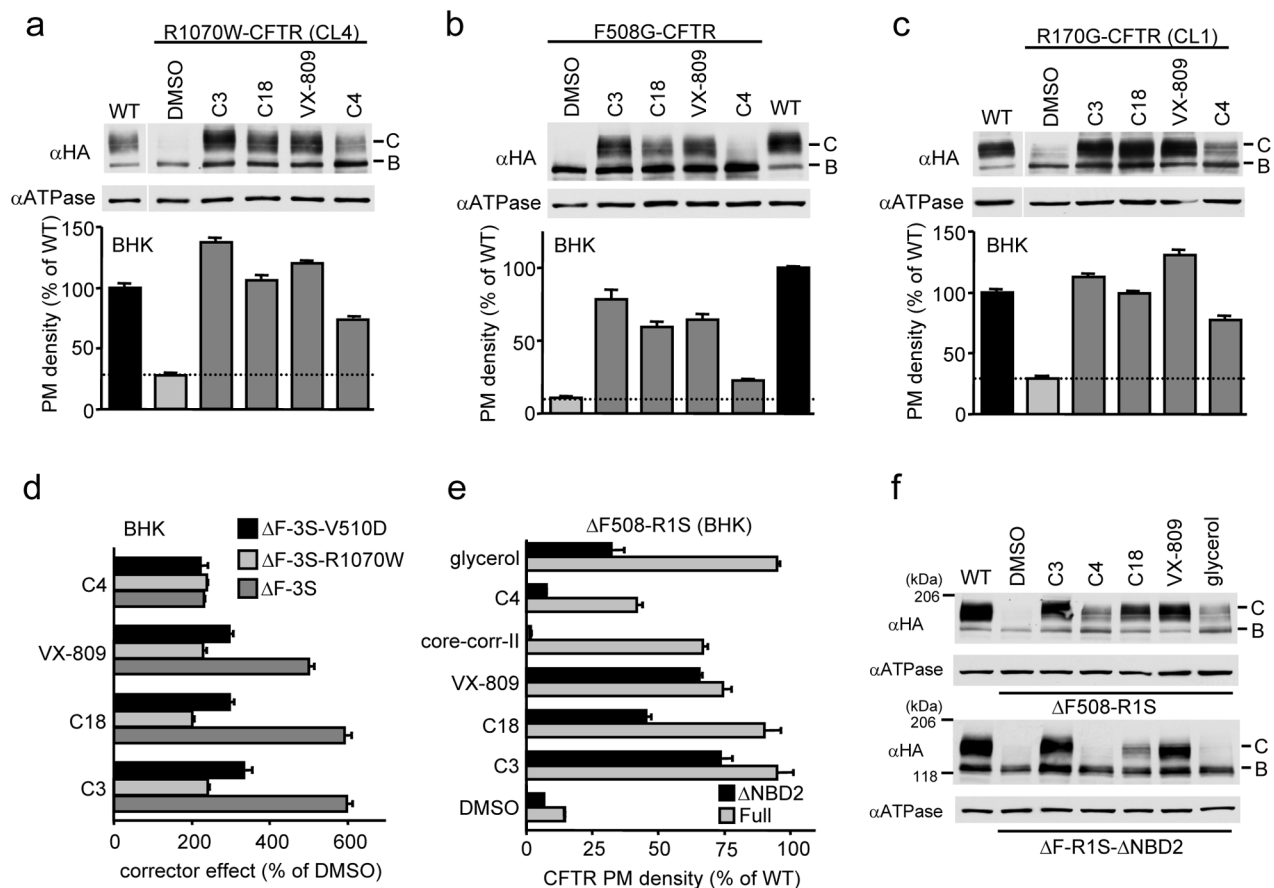 a
R1070W-CFTR (CL4)
WT
DMSO
C3
C18
VX-809
C4
αHA
C
B
αATPase
PM density (% of WT)
BHK
150
100
50
0
b
F508G-CFTR
DMSO
C3
C18
VX-809
C4
WT
αHA
C
B
αATPase
PM density (% of WT)
BHK
100
50
0
c
R170G-CFTR (CL1)
WT
DMSO
C3
C18
VX-809
C4
αHA
C
B
αATPase
PM density (% of WT)
BHK
150
100
50
0
d
BHK
ΔF-3S-V510D
ΔF-3S-R1070W
ΔF-3S
C4
VX-809
C18
C3
0 200 400 600
corrector effect (% of DMSO)
e
ΔF508-R1S (BHK)
glycerol
C4
core-corr-II
VX-809
C18
C3
DMSO
ΔNBD2
Full
0 25 50 75 100
CFTR PM density (% of WT)
f
WT
DMSO
C3
C4
C18
VX-809
glycerol
(kDa)
206
αHA
C
B
αATPase
ΔF508-R1S
(kDa)
206
αHA
C
B
118
αATPase
ΔF-R1S-ΔNBD2